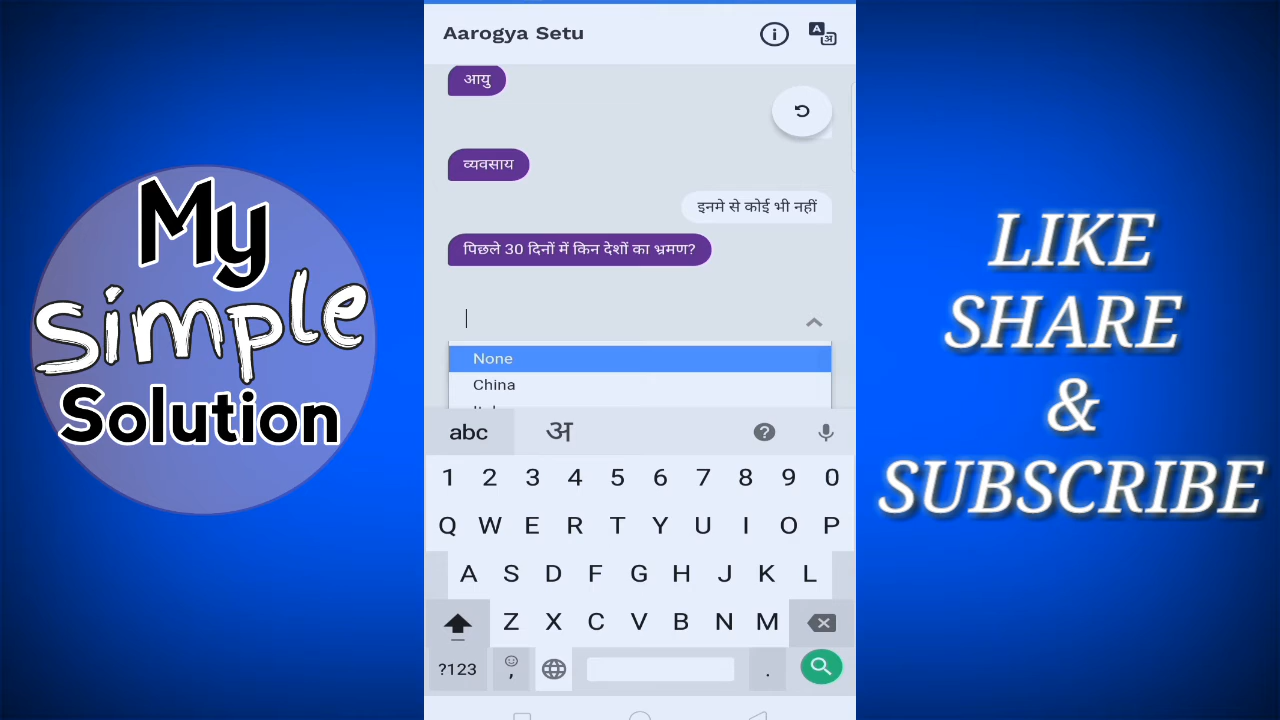 My
Simple
Solution
Aarogya Setu
आयु
व्यवसाय
इनमे से कोई भी नहीं
पिछले 30 दिनों में किन देशों का भ्रमण?
None
China
abc अ
1 2 3 4 5 6 7 8 9 0
Q W E R T Y U I O P
A S D F G H J K L
Z X C V B N M
?123 , .
LIKE
SHARE
&
SUBSCRIBE